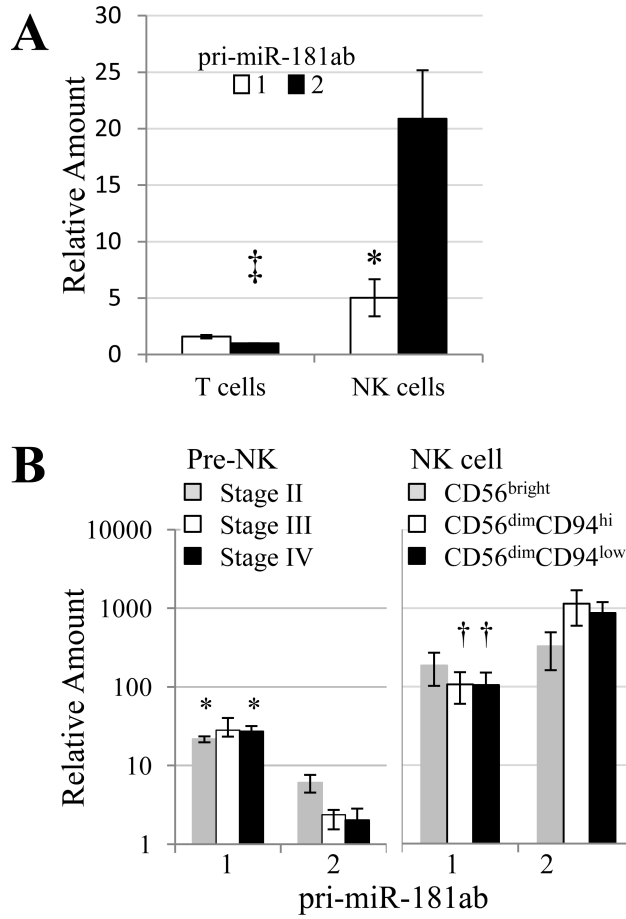 A
30
25
20
15
10
5
0
Relative Amount
pri-miR-181ab
1 2
‡
*
T cells NK cells
B
Pre-NK
Stage II
Stage III
Stage IV
NK cell
CD56bright
CD56dimCD94hi
CD56dimCD94low
10000
1000
100
10
1
Relative Amount
* *
† †
1 2 1 2
pri-miR-181ab